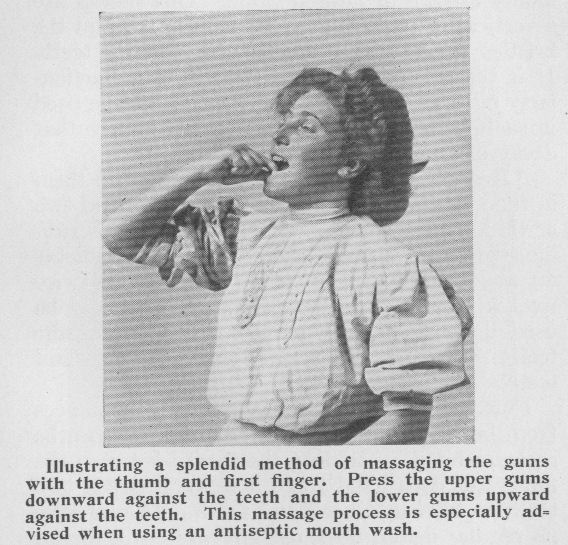 Illustrating a splendid method of massaging the gums
with the thumb and first finger. Press the upper gums
downward against the teeth and the lower gums upward
against the teeth. This massage process is especially ad=
vised when using an antiseptic mouth wash.